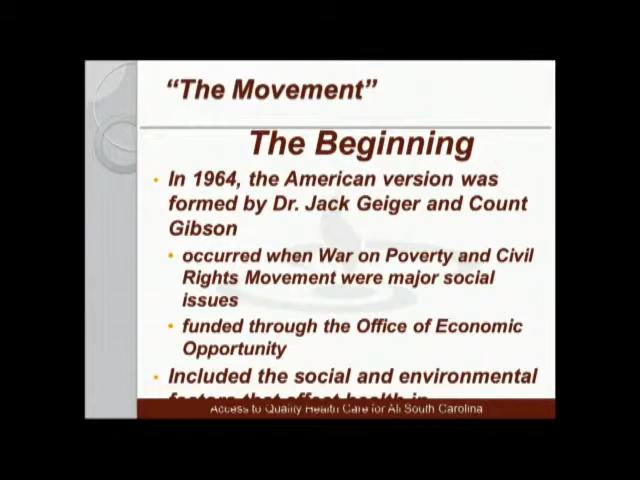 “The Movement”
The Beginning
• In 1964, the American version was
formed by Dr. Jack Geiger and Count
Gibson
• occurred when War on Poverty and Civil
Rights Movement were major social
issues
• funded through the Office of Economic
Opportunity
• Included the social and environmental
factors that affect health in
Access to Quality Health Care for All South Carolina